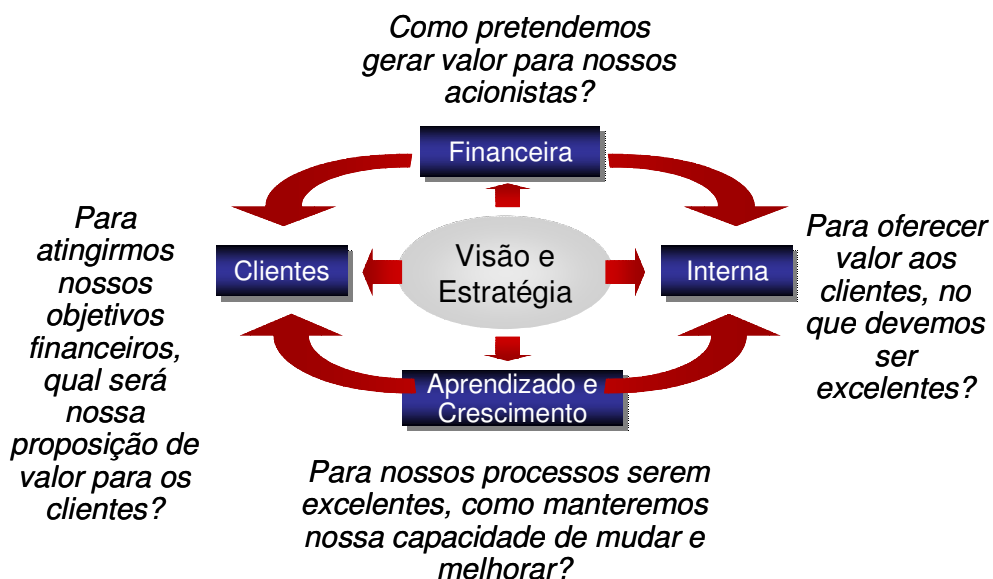 Como pretendemos
gerar valor para nossos
acionistas?
Financeira
Para
atingirmos
nossos
objetivos
financeiros,
qual será
nossa
proposição de
valor para os
clientes?
Clientes
Visão e
Estratégia
Interna
Para oferecer
valor aos
clientes, no
que devemos
ser
excelentes?
Aprendizado e
Crescimento
Para nossos processos serem
excelentes, como manteremos
nossa capacidade de mudar e
melhorar?